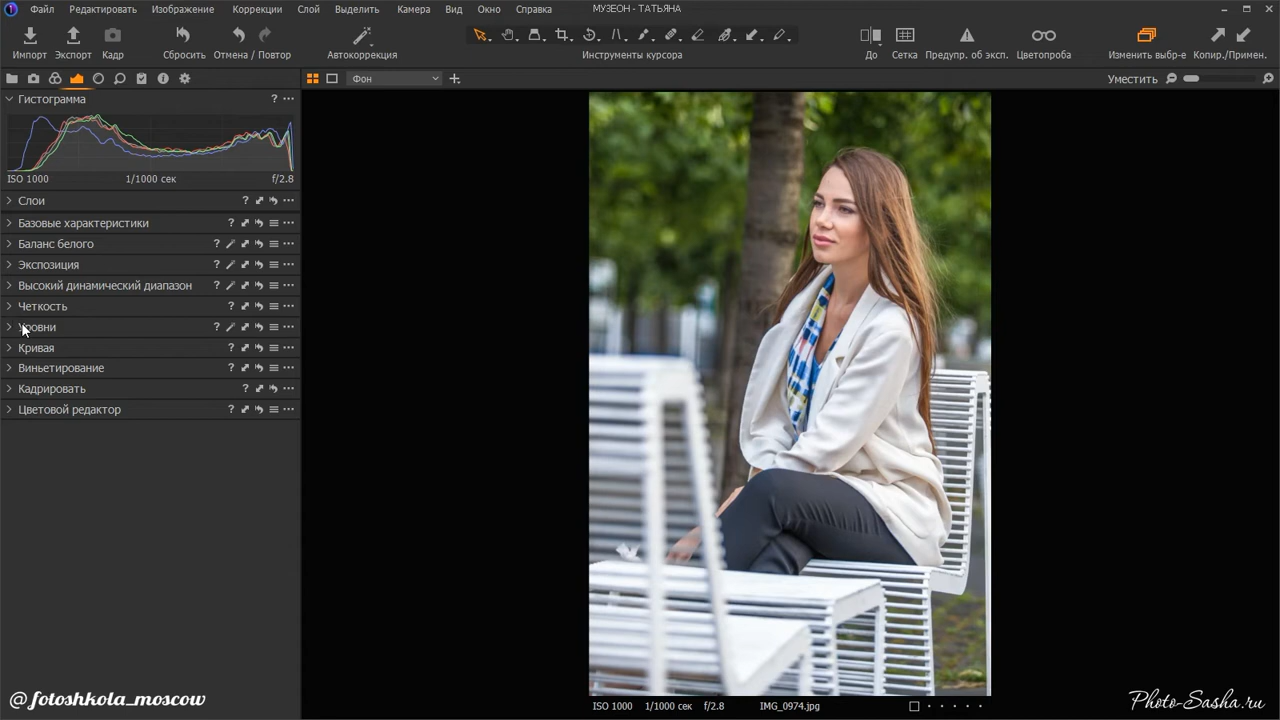 Файл Редактировать Изображение Коррекции Слой Выделить Камера Вид Окно Справка МУЗЕОН - ТАТЬЯНА
Импорт Экспорт Кадр Сбросить Отмена / Повтор Автокоррекция Инструменты курсора До Сетка Предупр. об эксп. Цветопроба Изменить выбр-е Копир./Примен.
Фон Уместить
Гистограмма ?
ISO 1000 1/1000 сек f/2.8
Слои ?
Базовые характеристики ?
Баланс белого ?
Экспозиция ?
Высокий динамический диапазон ?
Четкость ?
Уровни ?
Кривая ?
Виньетирование ?
Кадрировать ?
Цветовой редактор ?
@fotoshkola_moscow
ISO 1000 1/1000 сек f/2.8 IMG_0974.jpg
Photo-Sasha.ru